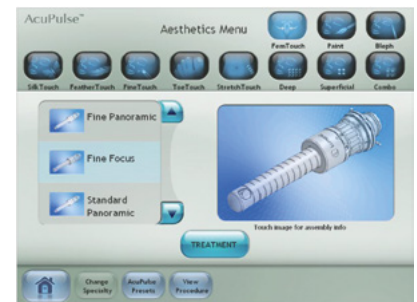 AcuPulse™
Aesthetics Menu
FemTouch Paint Bleph
SilkTouch FeatherTouch FineTouch ToeTouch StretchTouch Deep Superficial Combo
Fine Panoramic
Fine Focus
Standard
Panoramic
Touch image for assembly info
TREATMENT
Change
Specialty
AcuPulse
Presets
View
Procedure